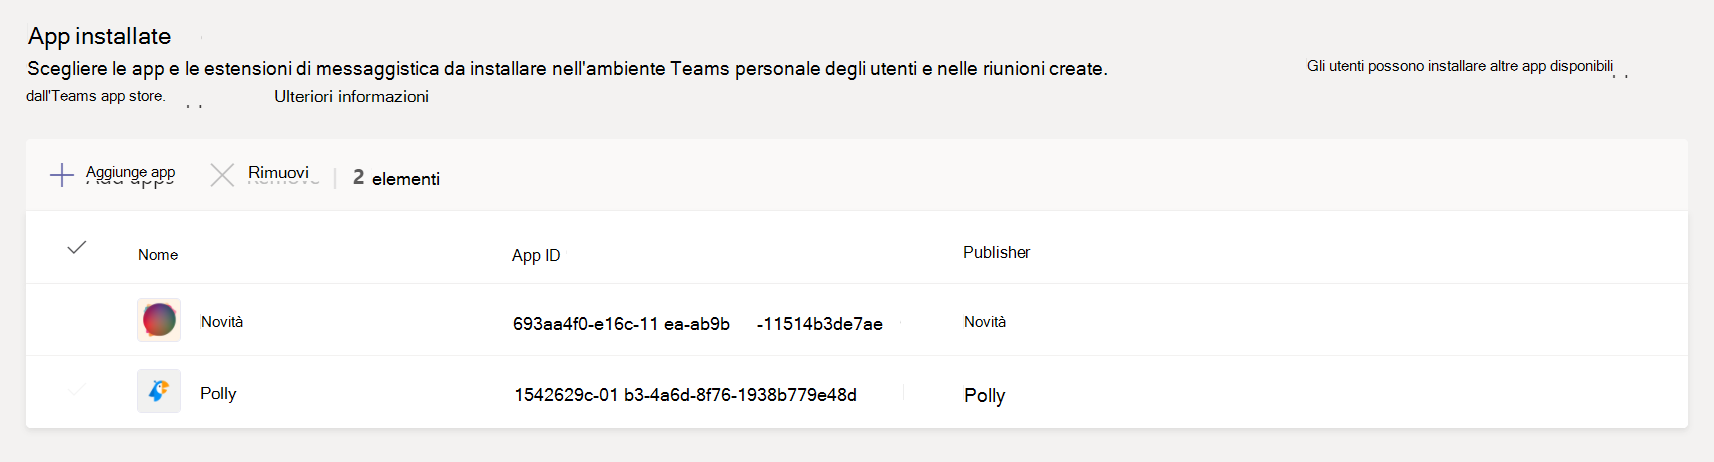 App installate
Scegliere le app e le estensioni di messaggistica da installare nell'ambiente Teams personale degli utenti e nelle riunioni create. Gli utenti possono installare altre app disponibili
dall'Teams app store. Ulteriori informazioni
Aggiunge app Rimuovi 2 elementi
Nome App ID Publisher
Novità 693aa4f0-e16c-11 ea-ab9b -11514b3de7ae Novità
Polly 1542629c-01 b3-4a6d-8f76-1938b779e48d Polly